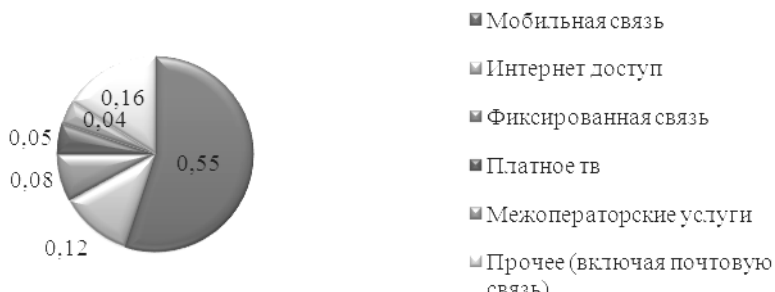 0,55
0,12
0,08
0,05
0,04
0,16
Мобильная связь
Интернет доступ
Фиксированная связь
Платное тв
Межоператорские услуги
Прочее (включая почтовую
связь)